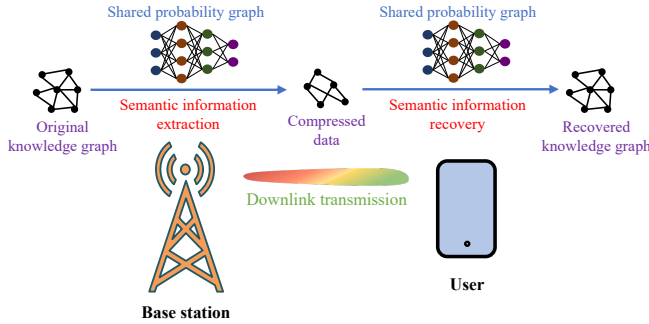 Shared probability graph
Shared probability graph
Semantic information
extraction
Semantic information
recovery
Original
knowledge graph
Compressed
data
Recovered
knowledge graph
Downlink transmission
Base station
User